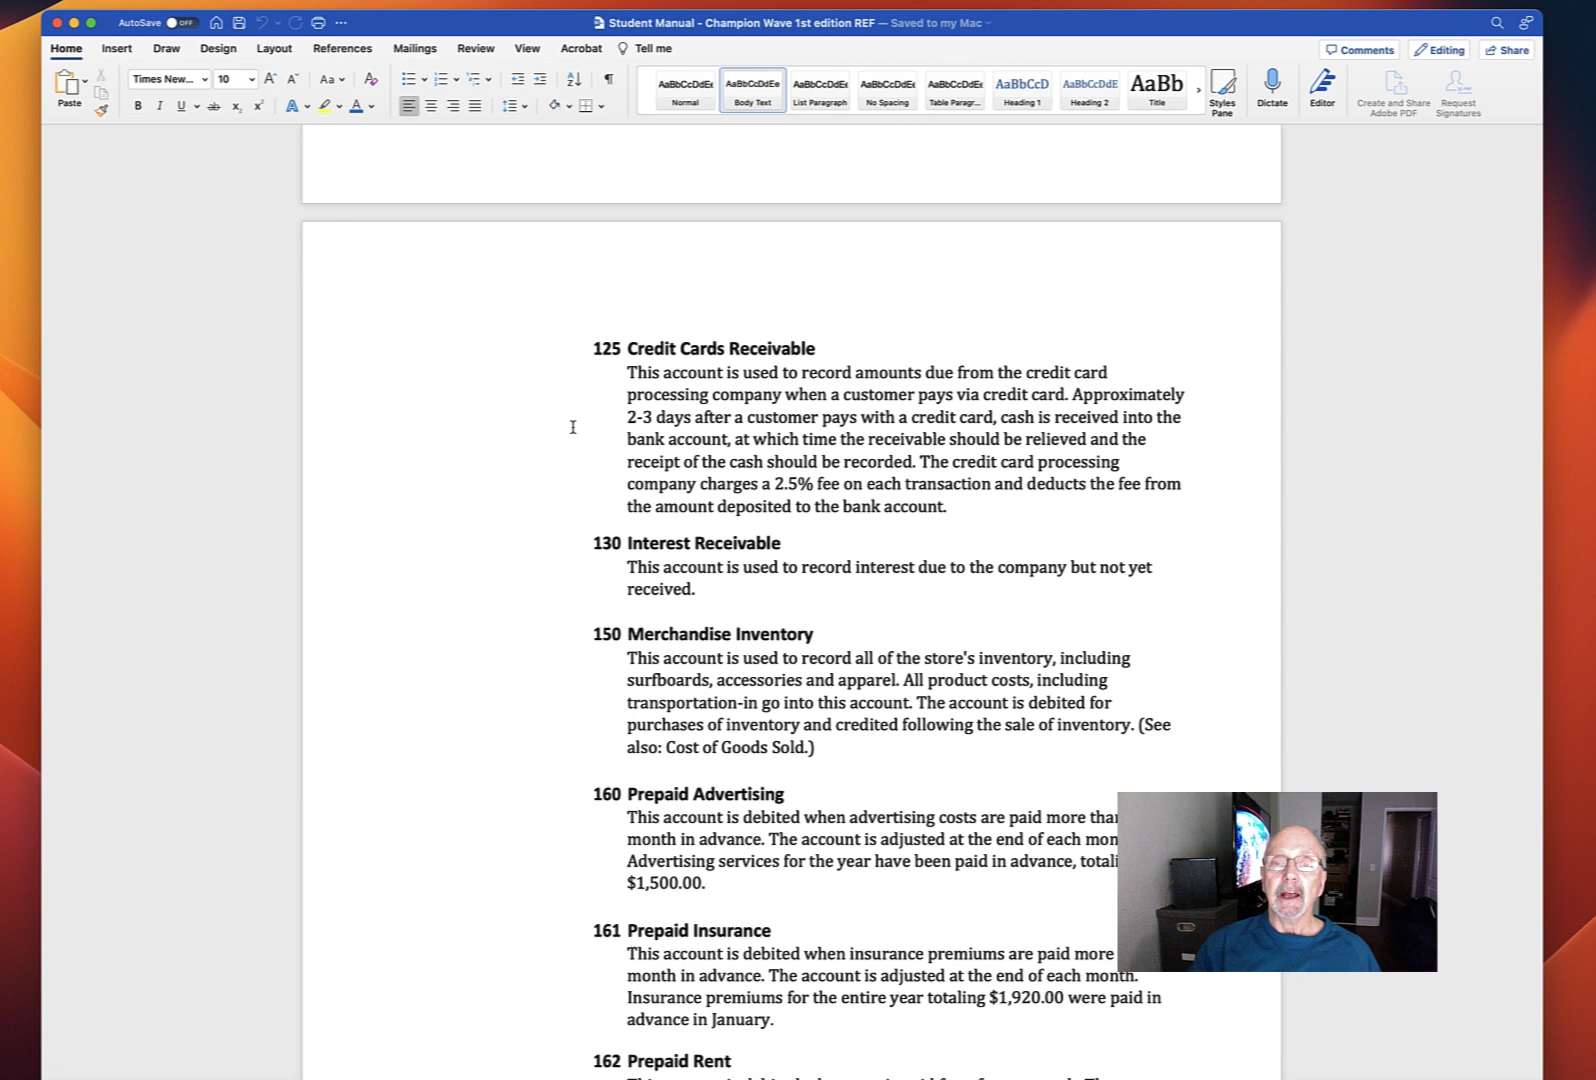 AutoSave OFF
Student Manual - Champion Wave 1st edition REF — Saved to my Mac
Home Insert Draw Design Layout References Mailings Review View Acrobat Tell me
Comments Editing Share
Paste
Times New... 10
AaBbCcDdEe Normal
AaBbCcDdEe Body Text
AaBbCcDdEe List Paragraph
AaBbCcDdEe No Spacing
AaBbCcDdEe Table Paragr...
AaBbCcD Heading 1
AaBbCcDdE Heading 2
AaBb Title
Styles Pane
Dictate
Editor
Create and Share Adobe PDF
Request Signatures
125 Credit Cards Receivable
This account is used to record amounts due from the credit card
processing company when a customer pays via credit card. Approximately
2-3 days after a customer pays with a credit card, cash is received into the
bank account, at which time the receivable should be relieved and the
receipt of the cash should be recorded. The credit card processing
company charges a 2.5% fee on each transaction and deducts the fee from
the amount deposited to the bank account.
130 Interest Receivable
This account is used to record interest due to the company but not yet
received.
150 Merchandise Inventory
This account is used to record all of the store's inventory, including
surfboards, accessories and apparel. All product costs, including
transportation-in go into this account. The account is debited for
purchases of inventory and credited following the sale of inventory. (See
also: Cost of Goods Sold.)
160 Prepaid Advertising
This account is debited when advertising costs are paid more
month in advance. The account is adjusted at the end of each
Advertising services for the year have been paid in advance,
$1,500.00.
161 Prepaid Insurance
This account is debited when insurance premiums are paid more
month in advance. The account is adjusted at the end of each month.
Insurance premiums for the entire year totaling $1,920.00 were paid in
advance in January.
162 Prepaid Rent